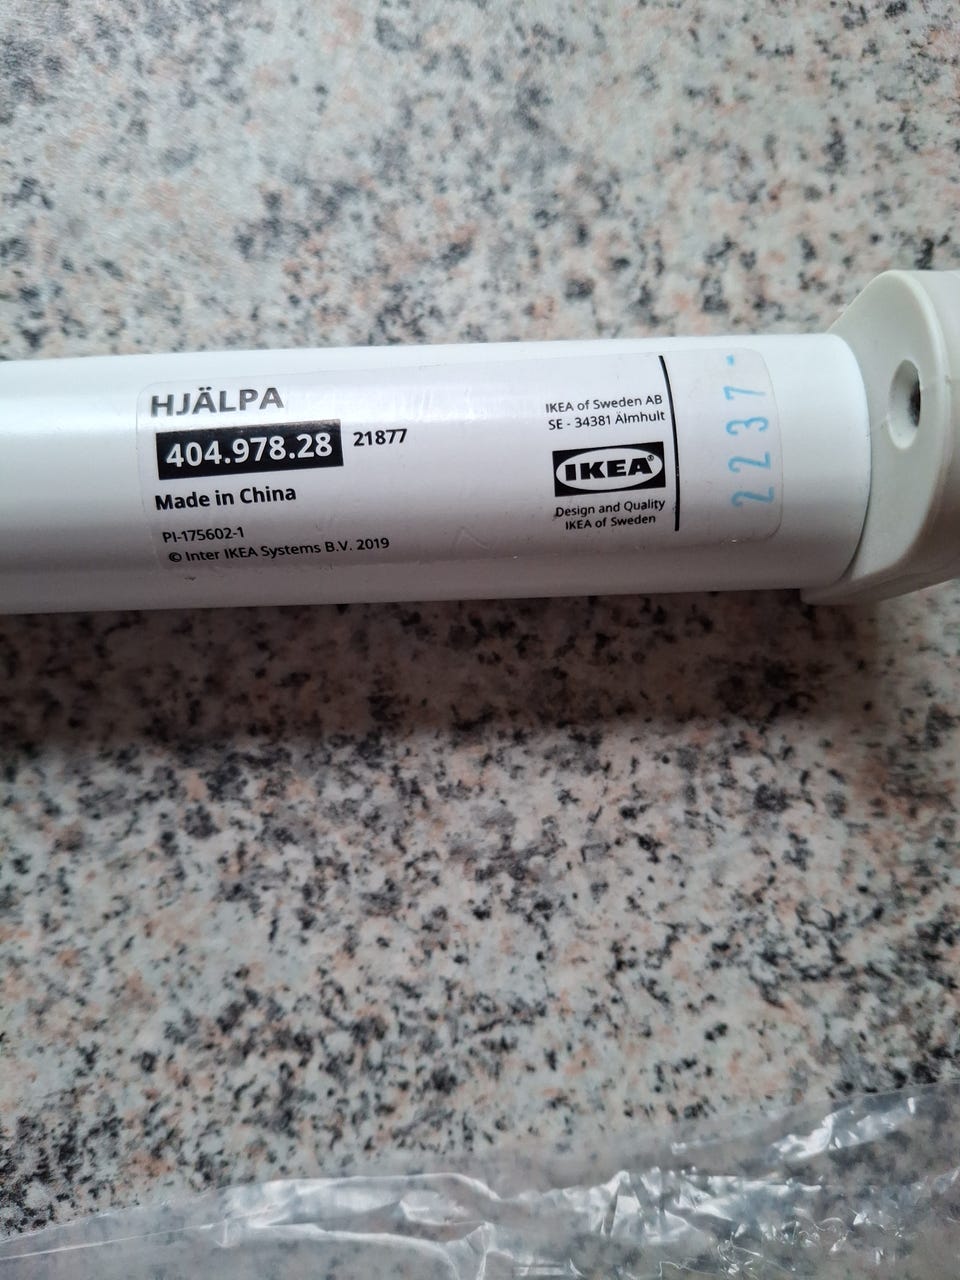 HJÄLPA
404.978.28 21877
Made in China
PI-175602-1
© Inter IKEA Systems B.V. 2019
IKEA of Sweden AB
SE - 34381 Älmhult
IKEA®
Design and Quality
IKEA of Sweden
2237-